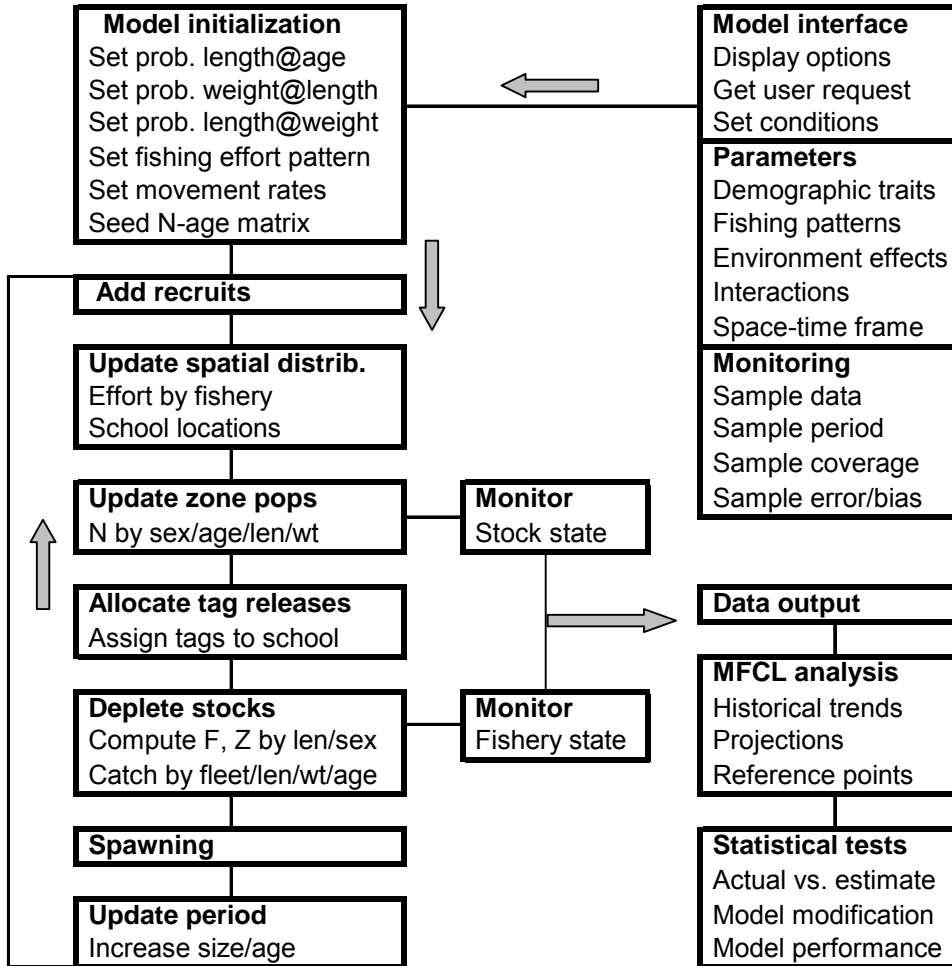 Model initialization
Set prob. length@age
Set prob. weight@length
Set prob. length@weight
Set fishing effort pattern
Set movement rates
Seed N-age matrix
Add recruits
Update spatial distrib.
Effort by fishery
School locations
Update zone pops
N by sex/age/len/wt
Allocate tag releases
Assign tags to school
Deplete stocks
Compute F, Z by len/sex
Catch by fleet/len/wt/age
Spawning
Update period
Increase size/age
Monitor
Stock state
Monitor
Fishery state
Model interface
Display options
Get user request
Set conditions
Parameters
Demographic traits
Fishing patterns
Environment effects
Interactions
Space-time frame
Monitoring
Sample data
Sample period
Sample coverage
Sample error/bias
Data output
MFCL analysis
Historical trends
Projections
Reference points
Statistical tests
Actual vs. estimate
Model modification
Model performance